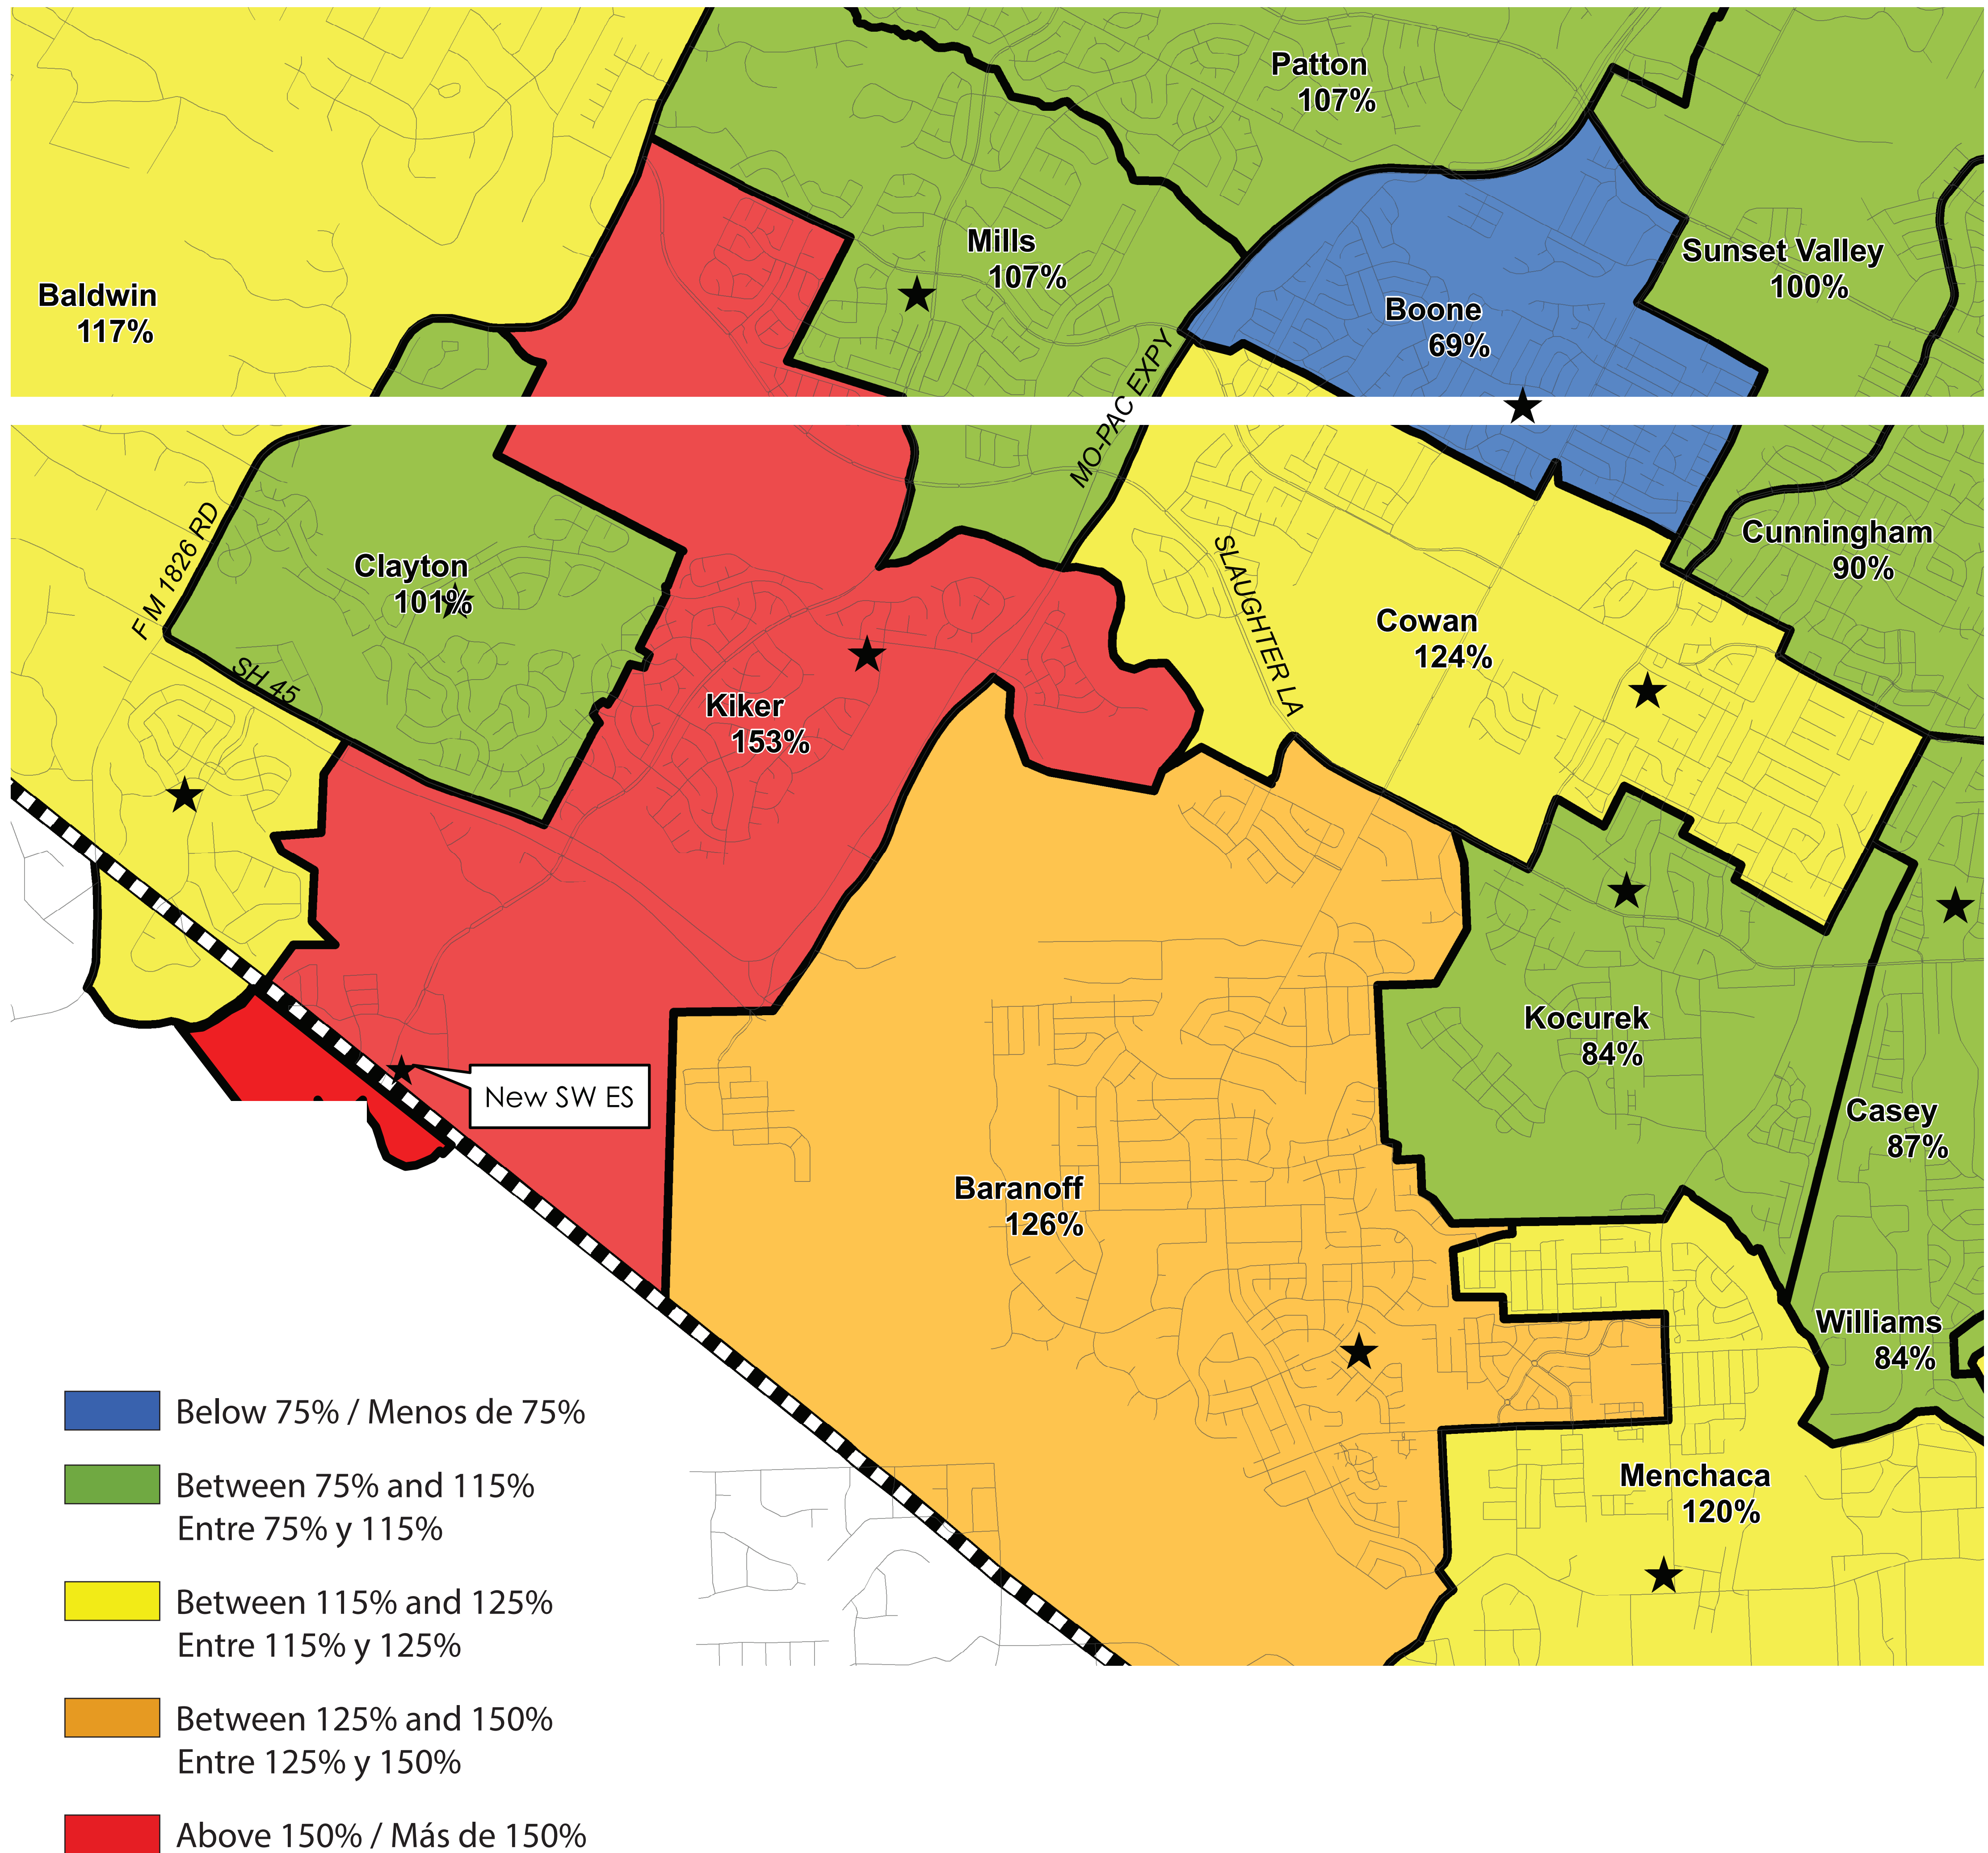 Patton
107%
Mills
107%
Sunset Valley
100%
Baldwin
117%
Boone
69%
MO-PAC EXPY
F M 1826 RD
Clayton
101%
SLAUGHTER LA
Cunningham
90%
Cowan
124%
SH 45
Kiker
153%
Kocurek
84%
New SW ES
Casey
87%
Baranoff
126%
Williams
84%
Menchaca
120%
Below 75% / Menos de 75%
Between 75% and 115%
Entre 75% y 115%
Between 115% and 125%
Entre 115% y 125%
Between 125% and 150%
Entre 125% y 150%
Above 150% / Más de 150%